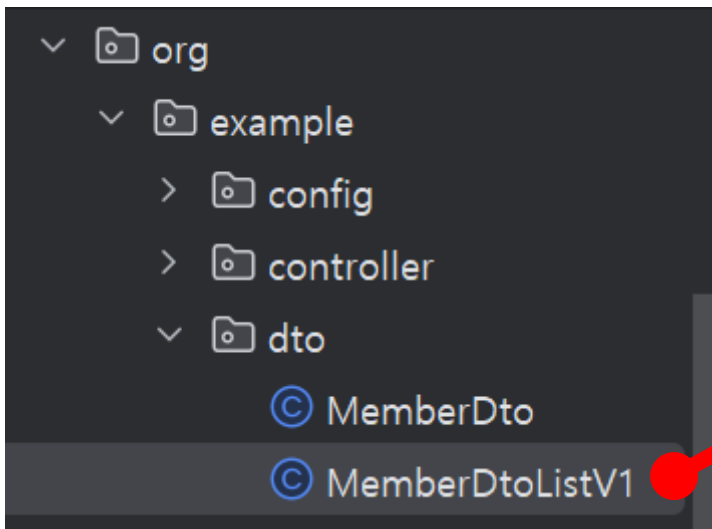 org
example
config
controller
dto
MemberDto
MemberDtoListV1